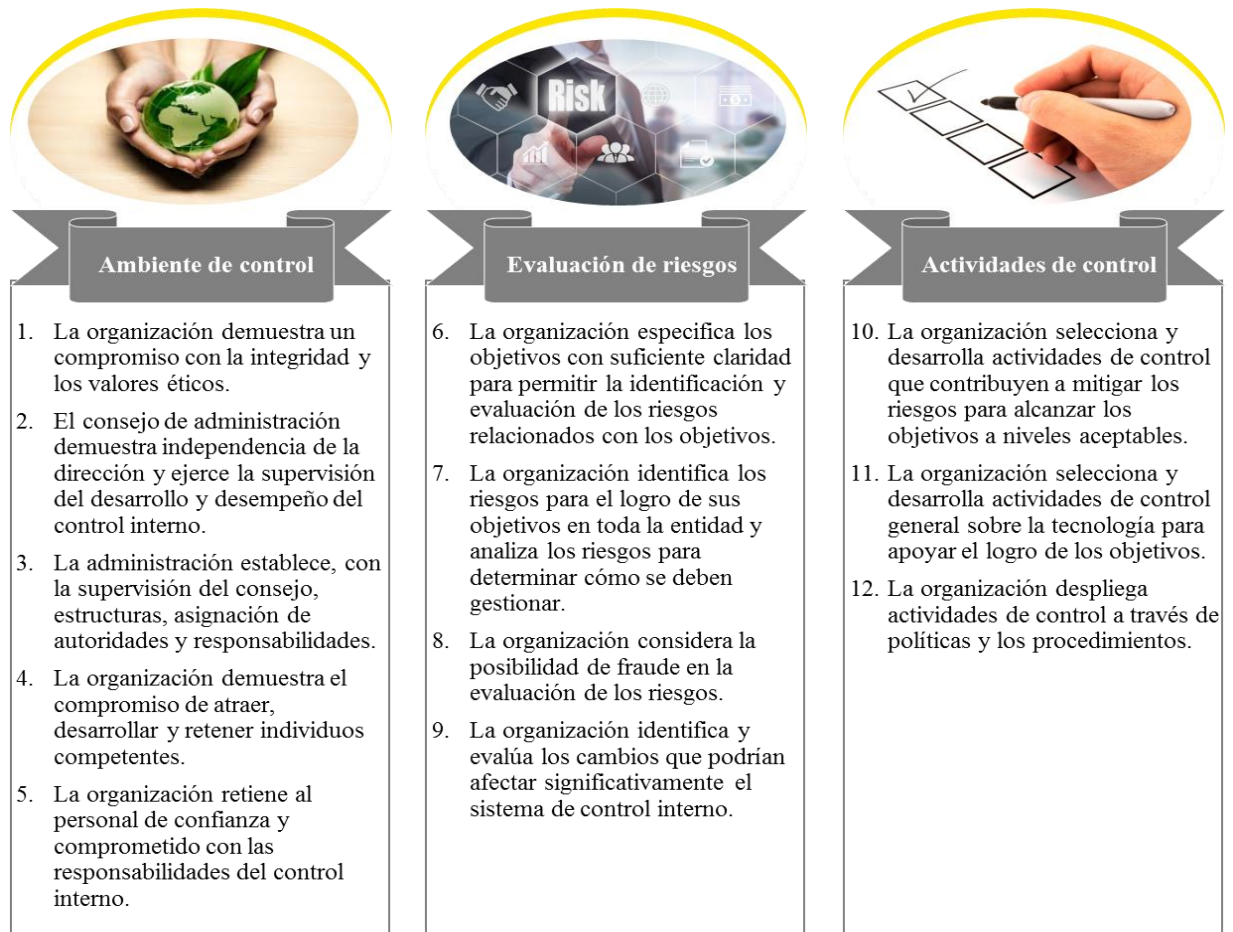 Risk
Ambiente de control
1. La organización demuestra un
compromiso con la integridad y
los valores éticos.
2. El consejo de administración
demuestra independencia de la
dirección y ejerce la supervisión
del desarrollo y desempeño del
control interno.
3. La administración establece, con
la supervisión del consejo,
estructuras, asignación de
autoridades y responsabilidades.
4. La organización demuestra el
compromiso de atraer,
desarrollar y retener individuos
competentes.
5. La organización retiene al
personal de confianza y
comprometido con las
responsabilidades del control
interno.
Evaluación de riesgos
6. La organización especifica los
objetivos con suficiente claridad
para permitir la identificación y
evaluación de los riesgos
relacionados con los objetivos.
7. La organización identifica los
riesgos para el logro de sus
objetivos en toda la entidad y
analiza los riesgos para
determinar cómo se deben
gestionar.
8. La organización considera la
posibilidad de fraude en la
evaluación de los riesgos.
9. La organización identifica y
evalúa los cambios que podrían
afectar significativamente el
sistema de control interno.
Actividades de control
10. La organización selecciona y
desarrolla actividades de control
que contribuyen a mitigar los
riesgos para alcanzar los
objetivos a niveles aceptables.
11. La organización selecciona y
desarrolla actividades de control
general sobre la tecnología para
apoyar el logro de los objetivos.
12. La organización despliega
actividades de control a través de
políticas y los procedimientos.